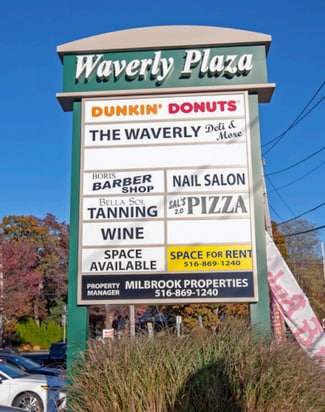 Waverly Plaza
DUNKIN' DONUTS
THE WAVERLY Deli & More
BORIS BARBER SHOP
NAIL SALON
BELLA SOL TANNING
SAL'S 2.0 PIZZA
WINE
SPACE AVAILABLE
SPACE FOR RENT
516-869-1240
PROPERTY MANAGER MILBROOK PROPERTIES
516-869-1240